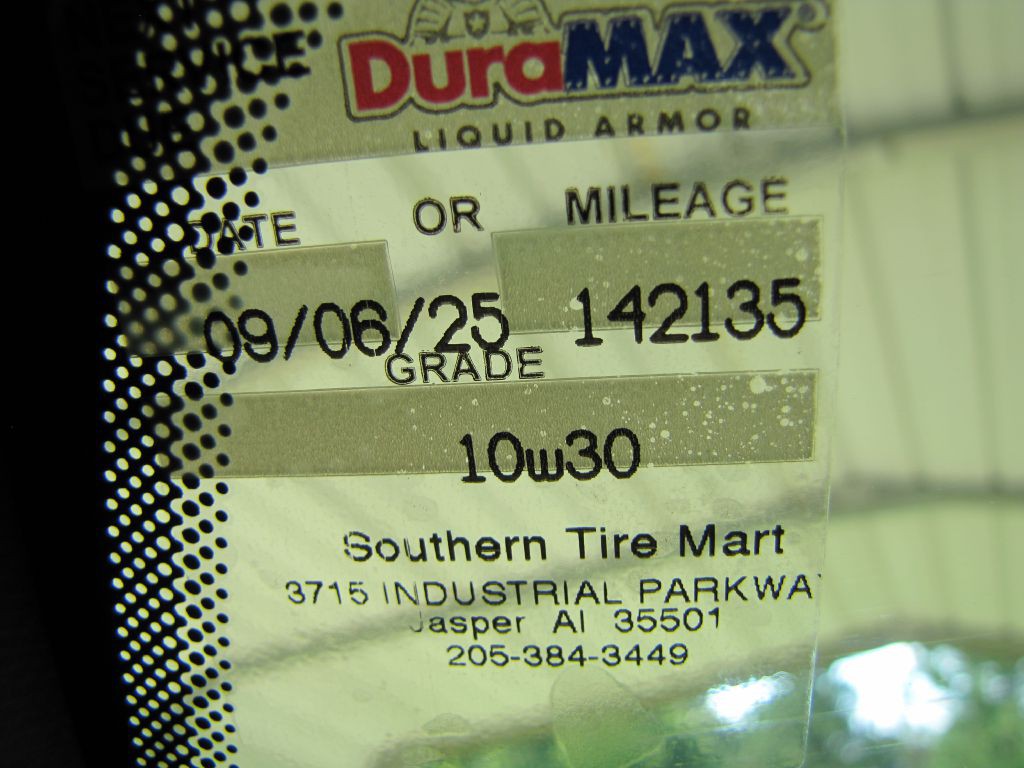 DuraMAX
LIQUID ARMOR
DATE OR MILEAGE
09/06/25 142135
GRADE
10w30
Southern Tire Mart
3715 INDUSTRIAL PARKWA
Jasper Al 35501
205-384-3449